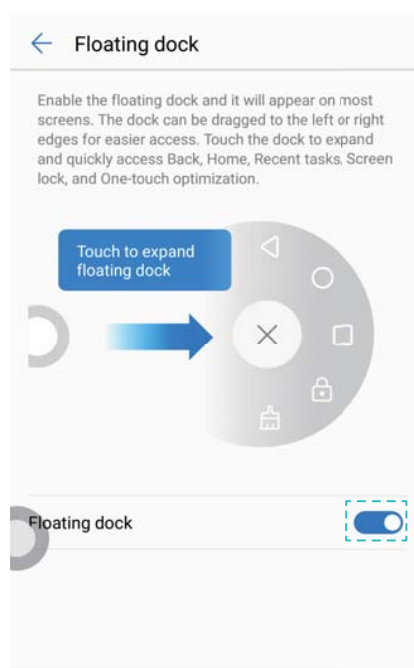 Floating dock
Enable the floating dock and it will appear on most
screens. The dock can be dragged to the left or right
edges for easier access. Touch the dock to expand
and quickly access Back, Home, Recent tasks, Screen
lock, and One-touch optimization.
Touch to expand
floating dock
Floating dock